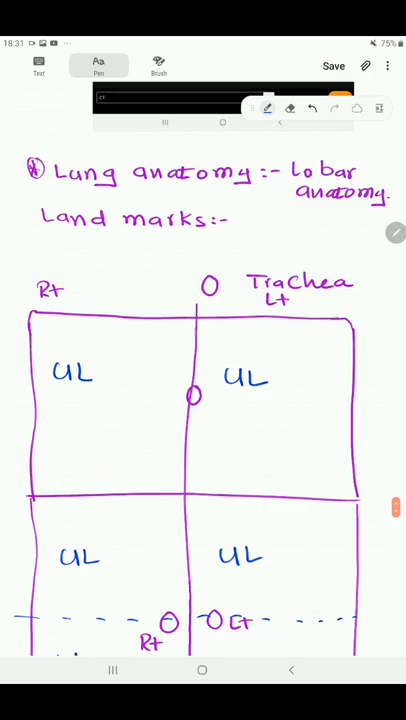 18:31
75%
Text
Pen
Brush
Save
Lung anatomy :- Lobar
anatomy.
Land marks:-
Rt
Trachea
Lt
UL
UL
UL
UL
Lt
Rt